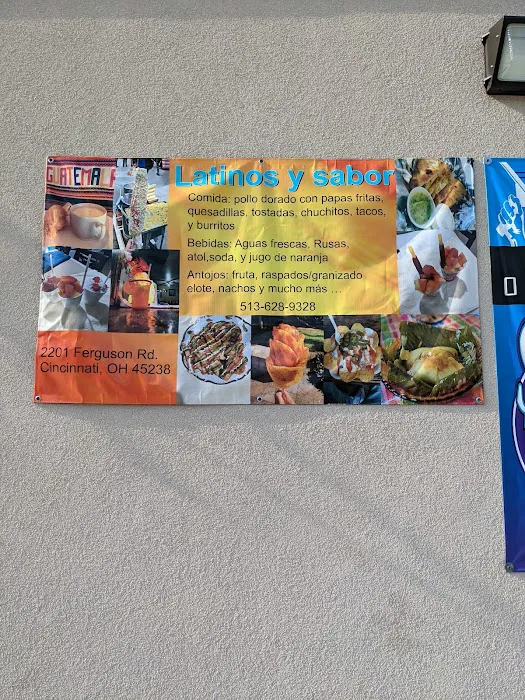 GUATEMALA
Latinos y sabor
Comida: pollo dorado con papas fritas,
quesadillas, tostadas, chuchitos, tacos,
y burritos
Bebidas: Aguas frescas, Rusas,
atol,soda, y jugo de naranja
Antojos: fruta, raspados/granizado
elote, nachos y mucho más ...
513-628-9328
2201 Ferguson Rd.
Cincinnati, OH 45238